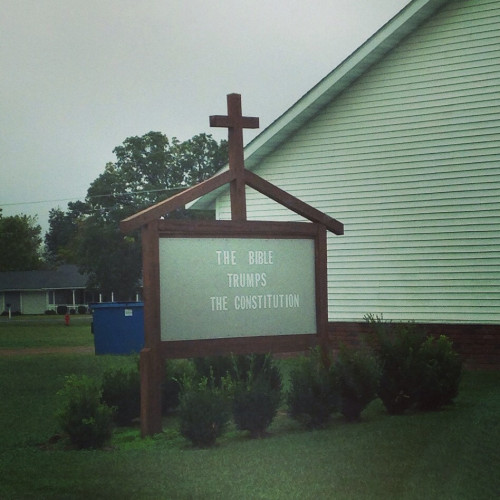 THE BIBLE
TRUMPS
THE CONSTITUTION